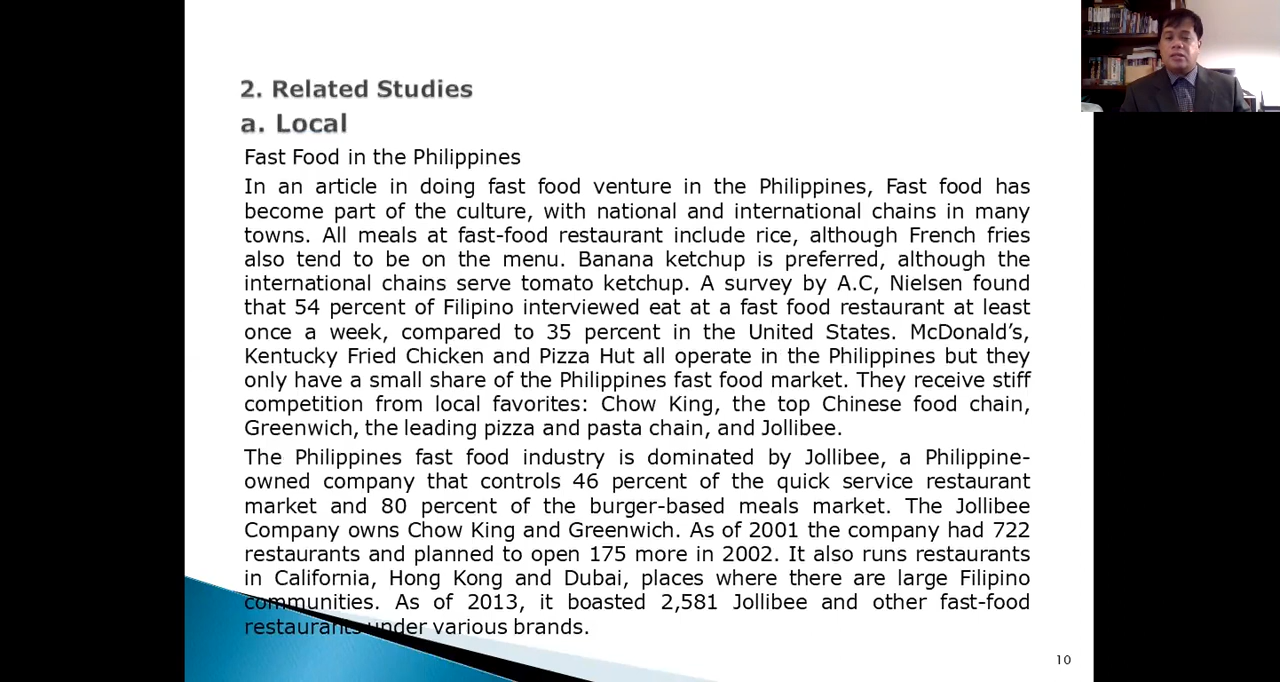 2. Related Studies
a. Local
Fast Food in the Philippines
In an article in doing fast food venture in the Philippines, Fast food has
become part of the culture, with national and international chains in many
towns. All meals at fast-food restaurant include rice, although French fries
also tend to be on the menu. Banana ketchup is preferred, although the
international chains serve tomato ketchup. A survey by A.C, Nielsen found
that 54 percent of Filipino interviewed eat at a fast food restaurant at least
once a week, compared to 35 percent in the United States. McDonald’s,
Kentucky Fried Chicken and Pizza Hut all operate in the Philippines but they
only have a small share of the Philippines fast food market. They receive stiff
competition from local favorites: Chow King, the top Chinese food chain,
Greenwich, the leading pizza and pasta chain, and Jollibee.
The Philippines fast food industry is dominated by Jollibee, a Philippine-
owned company that controls 46 percent of the quick service restaurant
market and 80 percent of the burger-based meals market. The Jollibee
Company owns Chow King and Greenwich. As of 2001 the company had 722
restaurants and planned to open 175 more in 2002. It also runs restaurants
in California, Hong Kong and Dubai, places where there are large Filipino
communities. As of 2013, it boasted 2,581 Jollibee and other fast-food
restaurants under various brands.
10